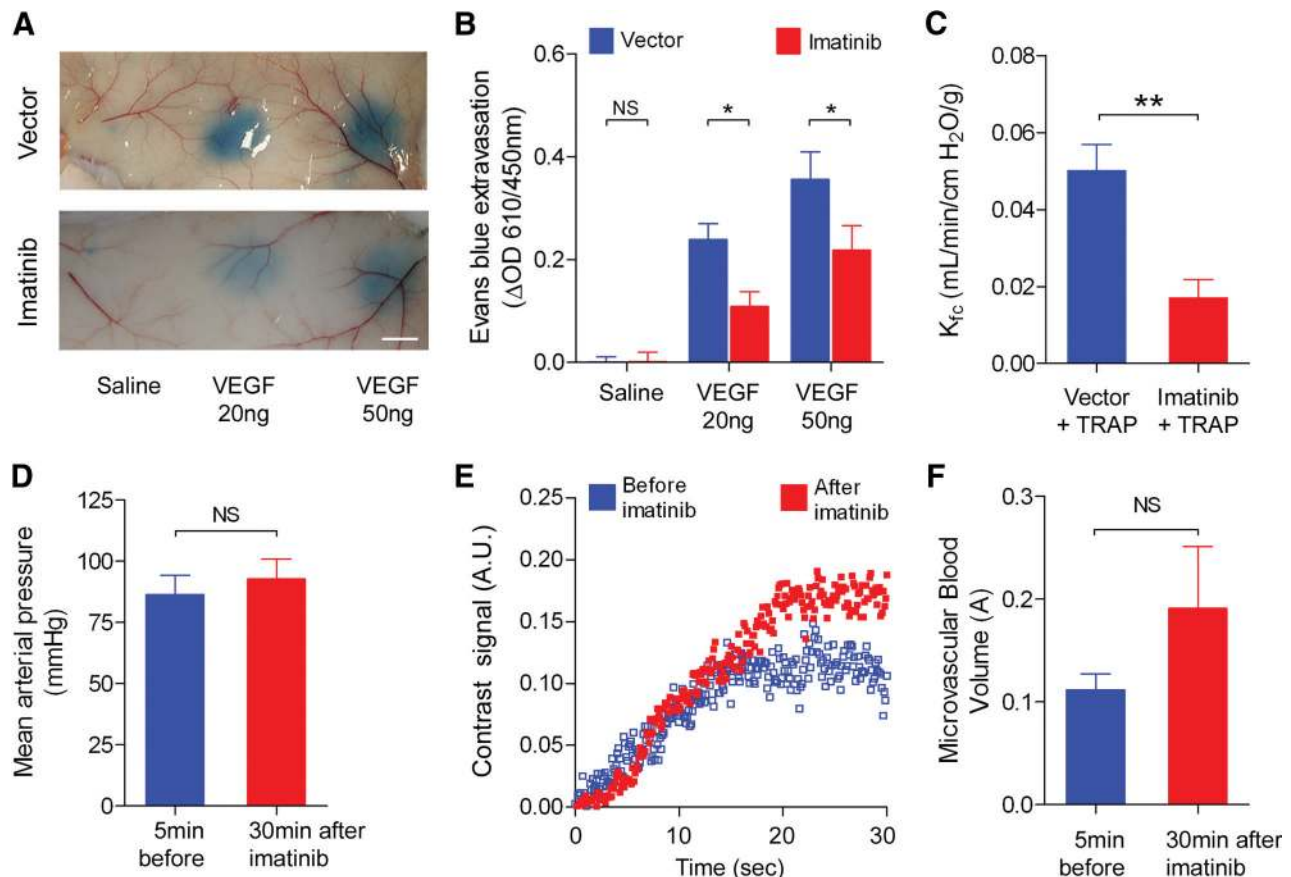 A
Vector
Imatinib
Saline
VEGF
20ng
VEGF
50ng
B
Vector
Imatinib
Evans blue extravasation
(ΔOD 610/450nm)
0.6
0.4
0.2
0.0
NS
*
*
Saline
VEGF
20ng
VEGF
50ng
C
Kfc (mL/min/cm H2O/g)
0.08
0.06
0.04
0.02
0.00
**
Vector
+ TRAP
Imatinib
+ TRAP
D
Mean arterial pressure
(mmHg)
125
100
75
50
25
0
NS
5min
before
30min after
imatinib
E
Before
imatinib
After
imatinib
Contrast signal (A.U.)
0.25
0.20
0.15
0.10
0.05
0.00
0
10
20
30
Time (sec)
F
Microvascular Blood
Volume (A)
0.3
0.2
0.1
0.0
NS
5min
before
30min after
imatinib